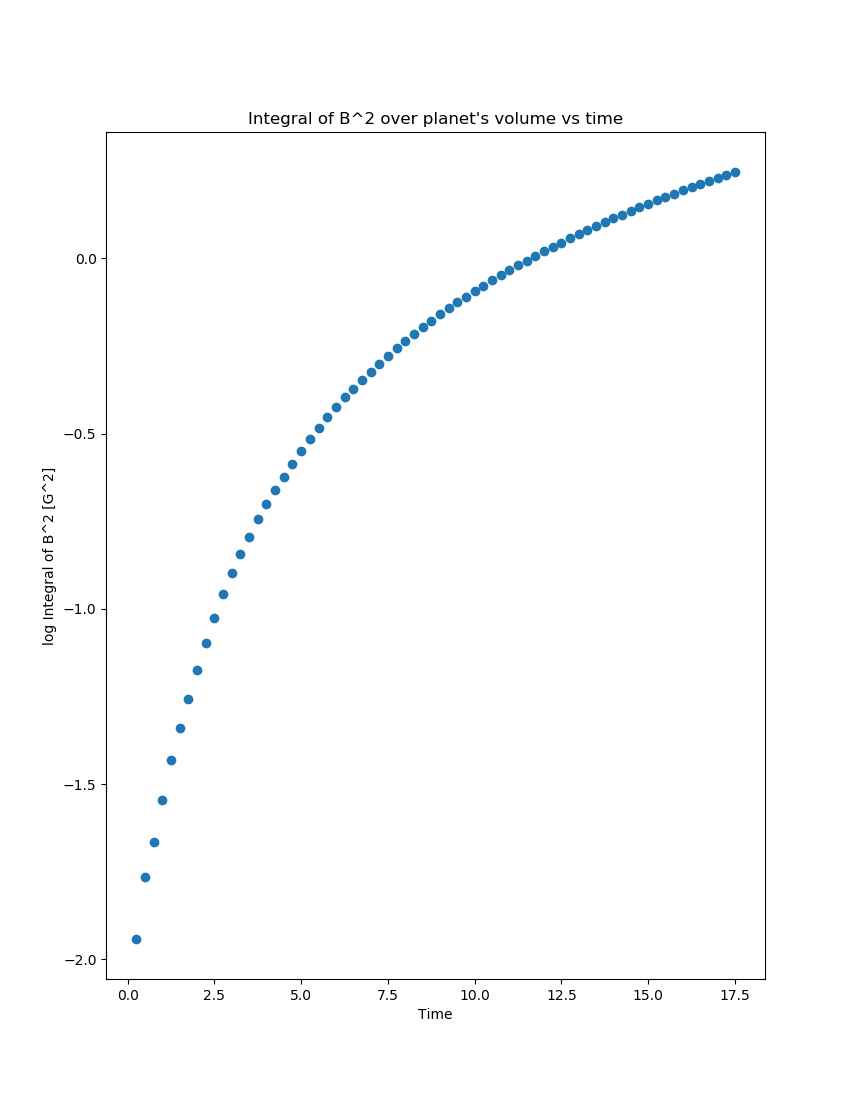 Integral of B^2 over planet's volume vs time
log Integral of B^2 [G^2]
0.0
−0.5
−1.0
−1.5
−2.0
0.0 2.5 5.0 7.5 10.0 12.5 15.0 17.5
Time